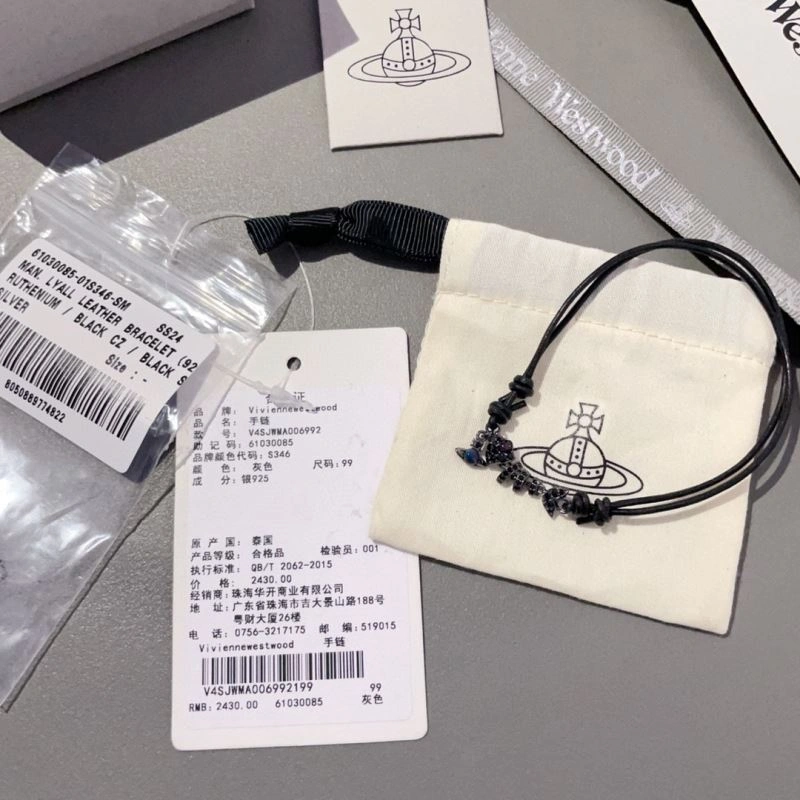 Vivienne Westwood
61030085-01S346-SM SS24
MAN. LYALL LEATHER BRACELET (92
RUTHENIUM / BLACK CZ / BLACK S
SILVER
Size : -
8050889774822
品 牌: Viviennewestwood
品 名: 手链
款 号: V4SJWMA006992
助 记 码: 61030085
品牌颜色代码: S346
颜 色: 灰色 尺码: 99
成 分: 银925
原 产 国: 泰国
产品等级: 合格品 检验员: 001
执行标准: QB/T 2062-2015
价 格: 2430.00
经销商: 珠海华开商业有限公司
地 址: 广东省珠海市吉大景山路188号
粤财大厦26楼
电 话: 0756-3217175 邮 编: 519015
Viviennewestwood 手链
V4SJWMA006992199 99
RMB: 2430.00 61030085 灰色